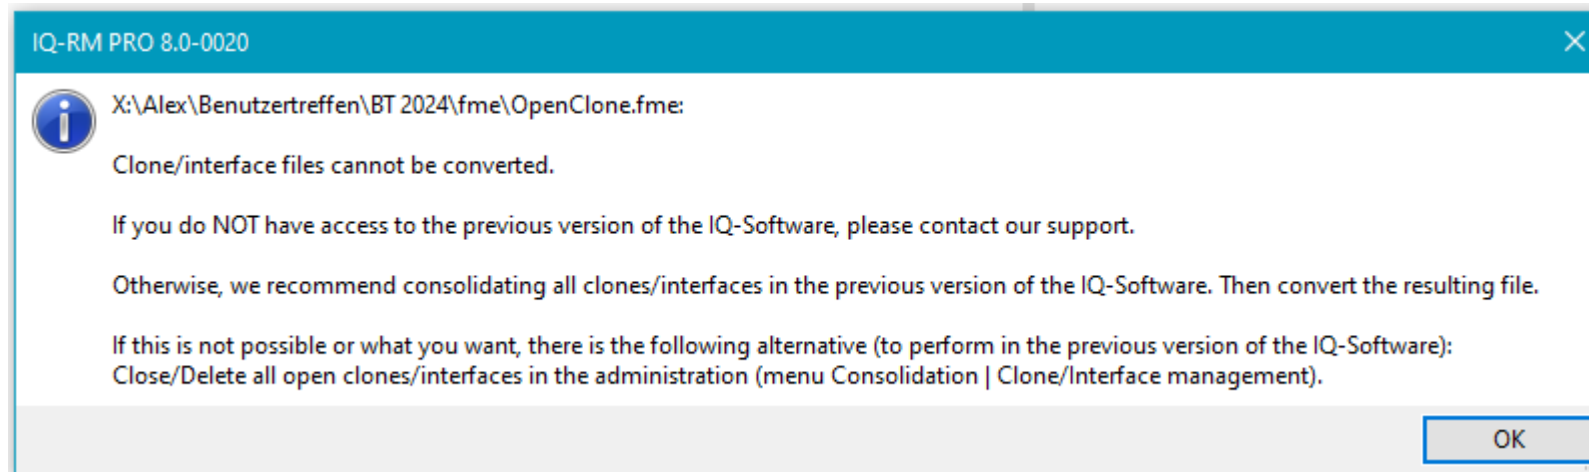 IQ-RM PRO 8.0-0020
X:\Alex\Benutzertreffen\BT 2024\fme\OpenClone.fme:
Clone/interface files cannot be converted.
If you do NOT have access to the previous version of the IQ-Software, please contact our support.
Otherwise, we recommend consolidating all clones/interfaces in the previous version of the IQ-Software. Then convert the resulting file.
If this is not possible or what you want, there is the following alternative (to perform in the previous version of the IQ-Software):
Close/Delete all open clones/interfaces in the administration (menu Consolidation | Clone/Interface management).
OK